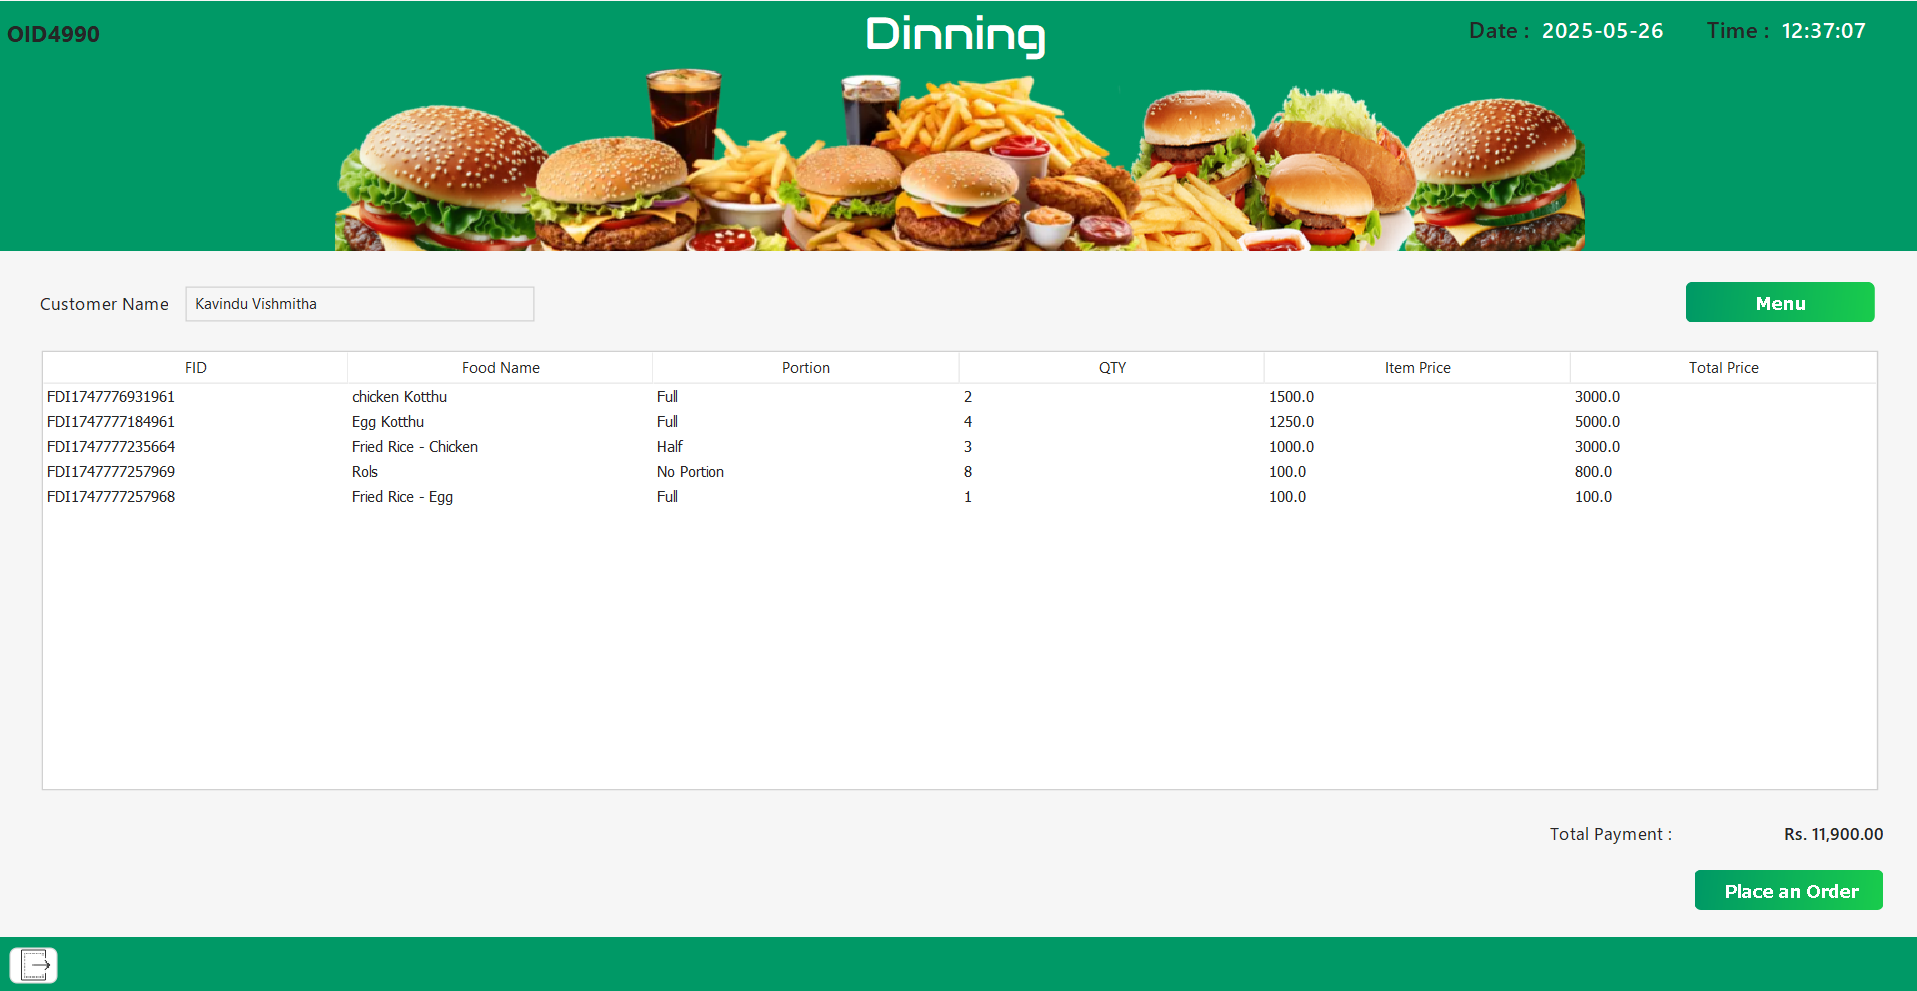 OID4990
Dinning
Date : 2025-05-26 Time : 12:37:07
Customer Name Kavindu Vishmitha
Menu
FID Food Name Portion QTY Item Price Total Price
FDI1747776931961 chicken Kotthu Full 2 1500.0 3000.0
FDI1747777184961 Egg Kotthu Full 4 1250.0 5000.0
FDI1747777235664 Fried Rice - Chicken Half 3 1000.0 3000.0
FDI1747777257969 Rols No Portion 8 100.0 800.0
FDI1747777257968 Fried Rice - Egg Full 1 100.0 100.0
Total Payment : Rs. 11,900.00
Place an Order